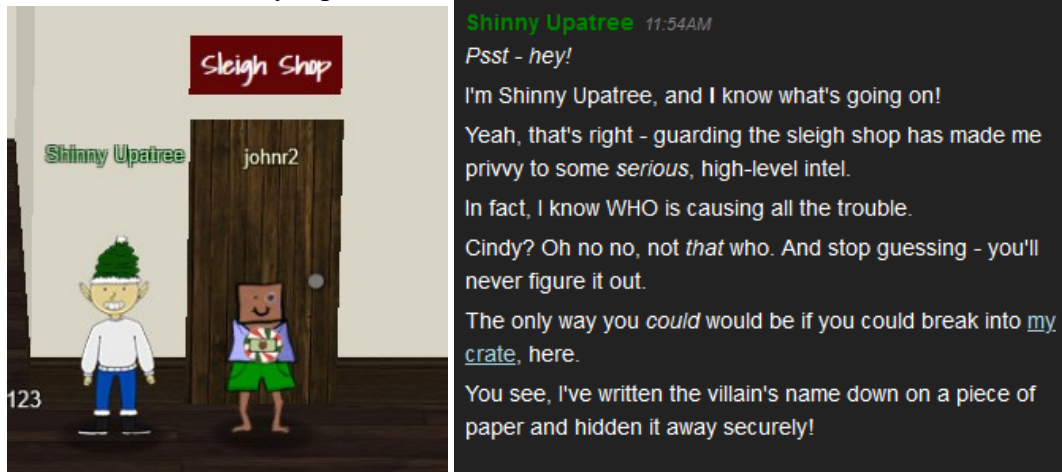 Sleigh Shop
Shinny Upatree
johnr2
123
Shinny Upatree 11:54AM
Psst - hey!
I'm Shinny Upatree, and I know what's going on!
Yeah, that's right - guarding the sleigh shop has made me
privvy to some serious, high-level intel.
In fact, I know WHO is causing all the trouble.
Cindy? Oh no no, not that who. And stop guessing - you'll
never figure it out.
The only way you could would be if you could break into my
crate, here.
You see, I've written the villain's name down on a piece of
paper and hidden it away securely!